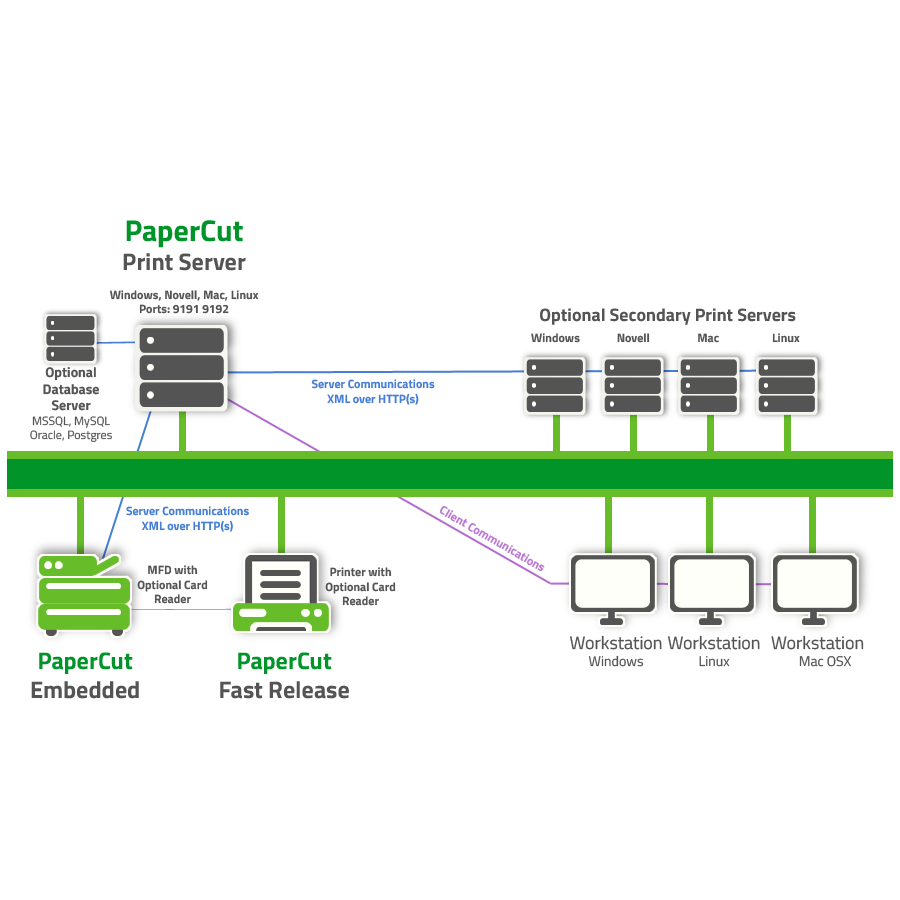 PaperCut
Print Server
Windows, Novell, Mac, Linux
Ports: 9191 9192
Optional
Database
Server
MSSQL, MySQL
Oracle, Postgres
Server Communications
XML over HTTP(s)
Optional Secondary Print Servers
Windows
Novell
Mac
Linux
Server Communications
XML over HTTP(s)
Client Communications
MFD with
Optional Card
Reader
Printer with
Optional Card
Reader
PaperCut
Embedded
PaperCut
Fast Release
Workstation
Windows
Workstation
Linux
Workstation
Mac OSX